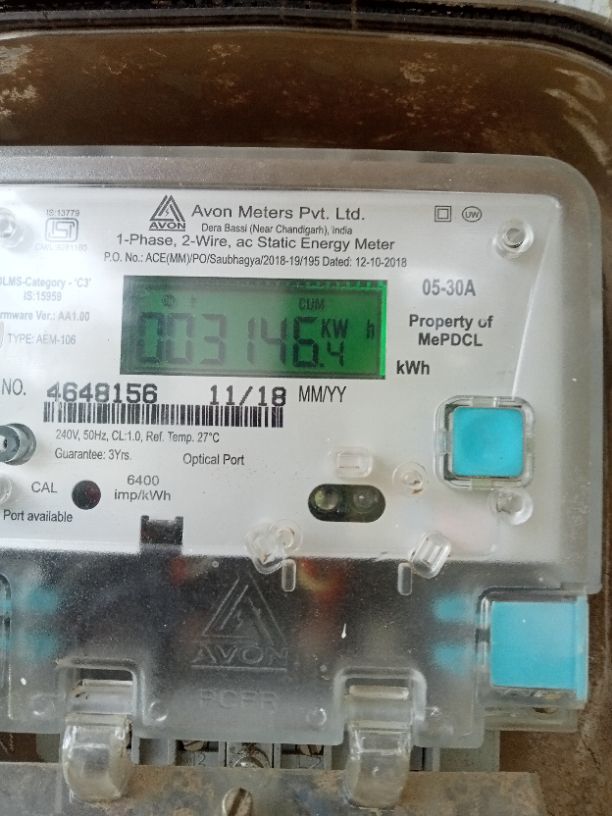 IS:13779
AVON
Avon Meters Pvt. Ltd.
UW
Dera Bassi (Near Chandigarh), India
1-Phase, 2-Wire, ac Static Energy Meter
P.O. No.: ACE(MM)/PO/Saubhagya/2018-19/195 Dated: 12-10-2018
DLMS-Category - 'C3'
IS:15959
Firmware Ver.: AA1.00
TYPE: AEM-106
CUM
003146.4 KW h
05-30A
Property of
MePDCL
kWh
NO. 4648156 11/18 MM/YY
240V, 50Hz, CL:1.0, Ref. Temp. 27°C
Guarantee: 3Yrs.
Optical Port
CAL
6400
imp/kWh
Port available
AVON